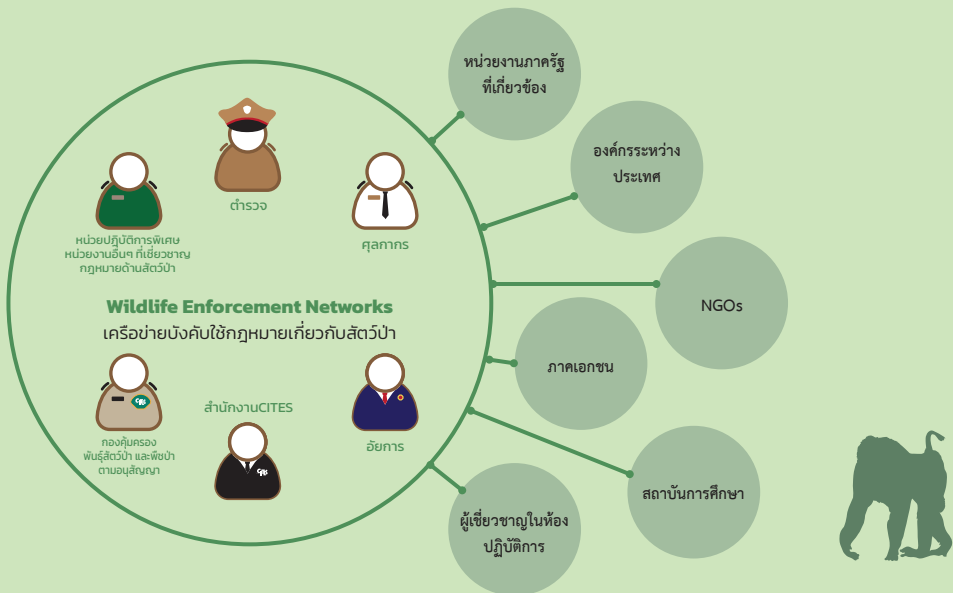 หน่วยงานภาครัฐ
ที่เกี่ยวข้อง
องค์กรระหว่าง
ประเทศ
ตำรวจ
ศุลกากร
หน่วยปฏิบัติการพิเศษ
หน่วยงานอื่นๆ ที่เชี่ยวชาญ
กฎหมายด้านสัตว์ป่า
Wildlife Enforcement Networks
เครือข่ายบังคับใช้กฎหมายเกี่ยวกับสัตว์ป่า
NGOs
ภาคเอกชน
สำนักงานCITES
อัยการ
กองคุ้มครอง
พันธุ์สัตว์ป่า และพืชป่า
ตามอนุสัญญา
สถาบันการศึกษา
ผู้เชี่ยวชาญในห้อง
ปฏิบัติการ